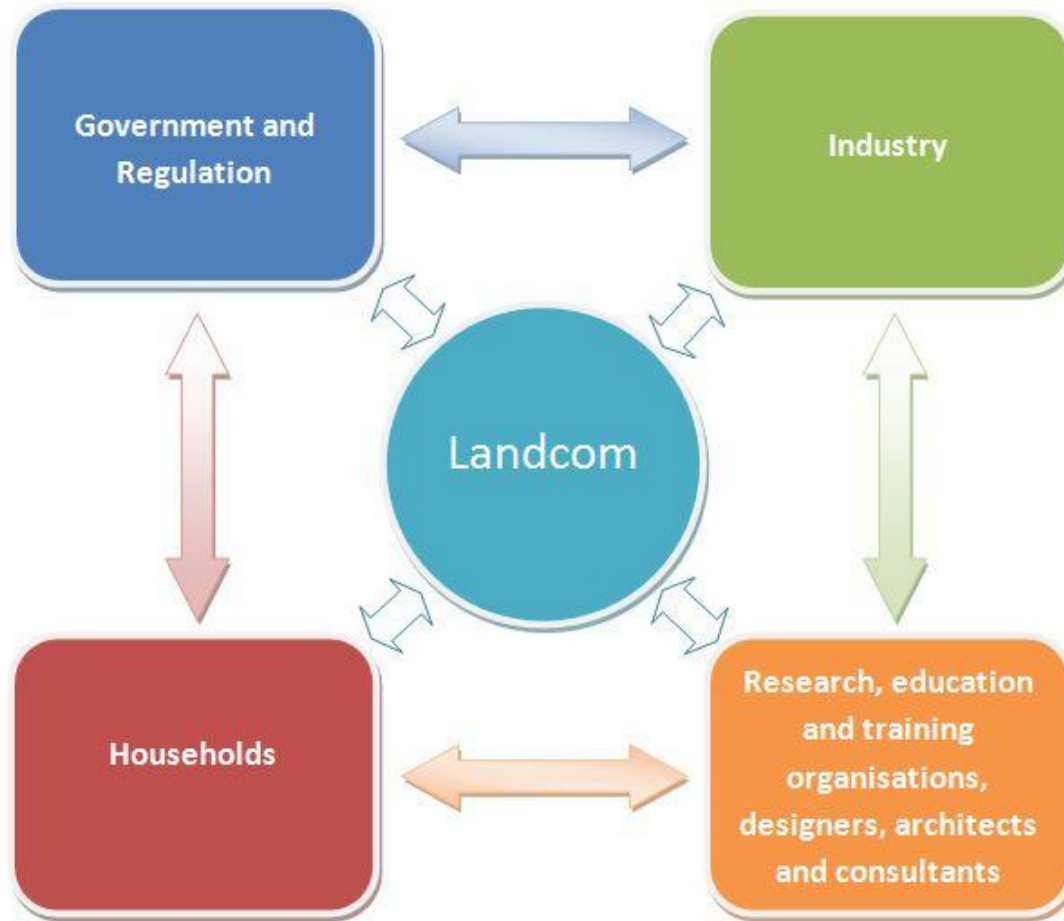 Government and
Regulation
Industry
Landcom
Households
Research, education
and training
organisations,
designers, architects
and consultants